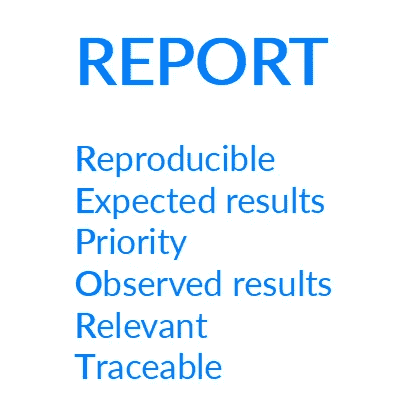 REPORT
Reproducible
Expected results
Priority
Observed results
Relevant
Traceable